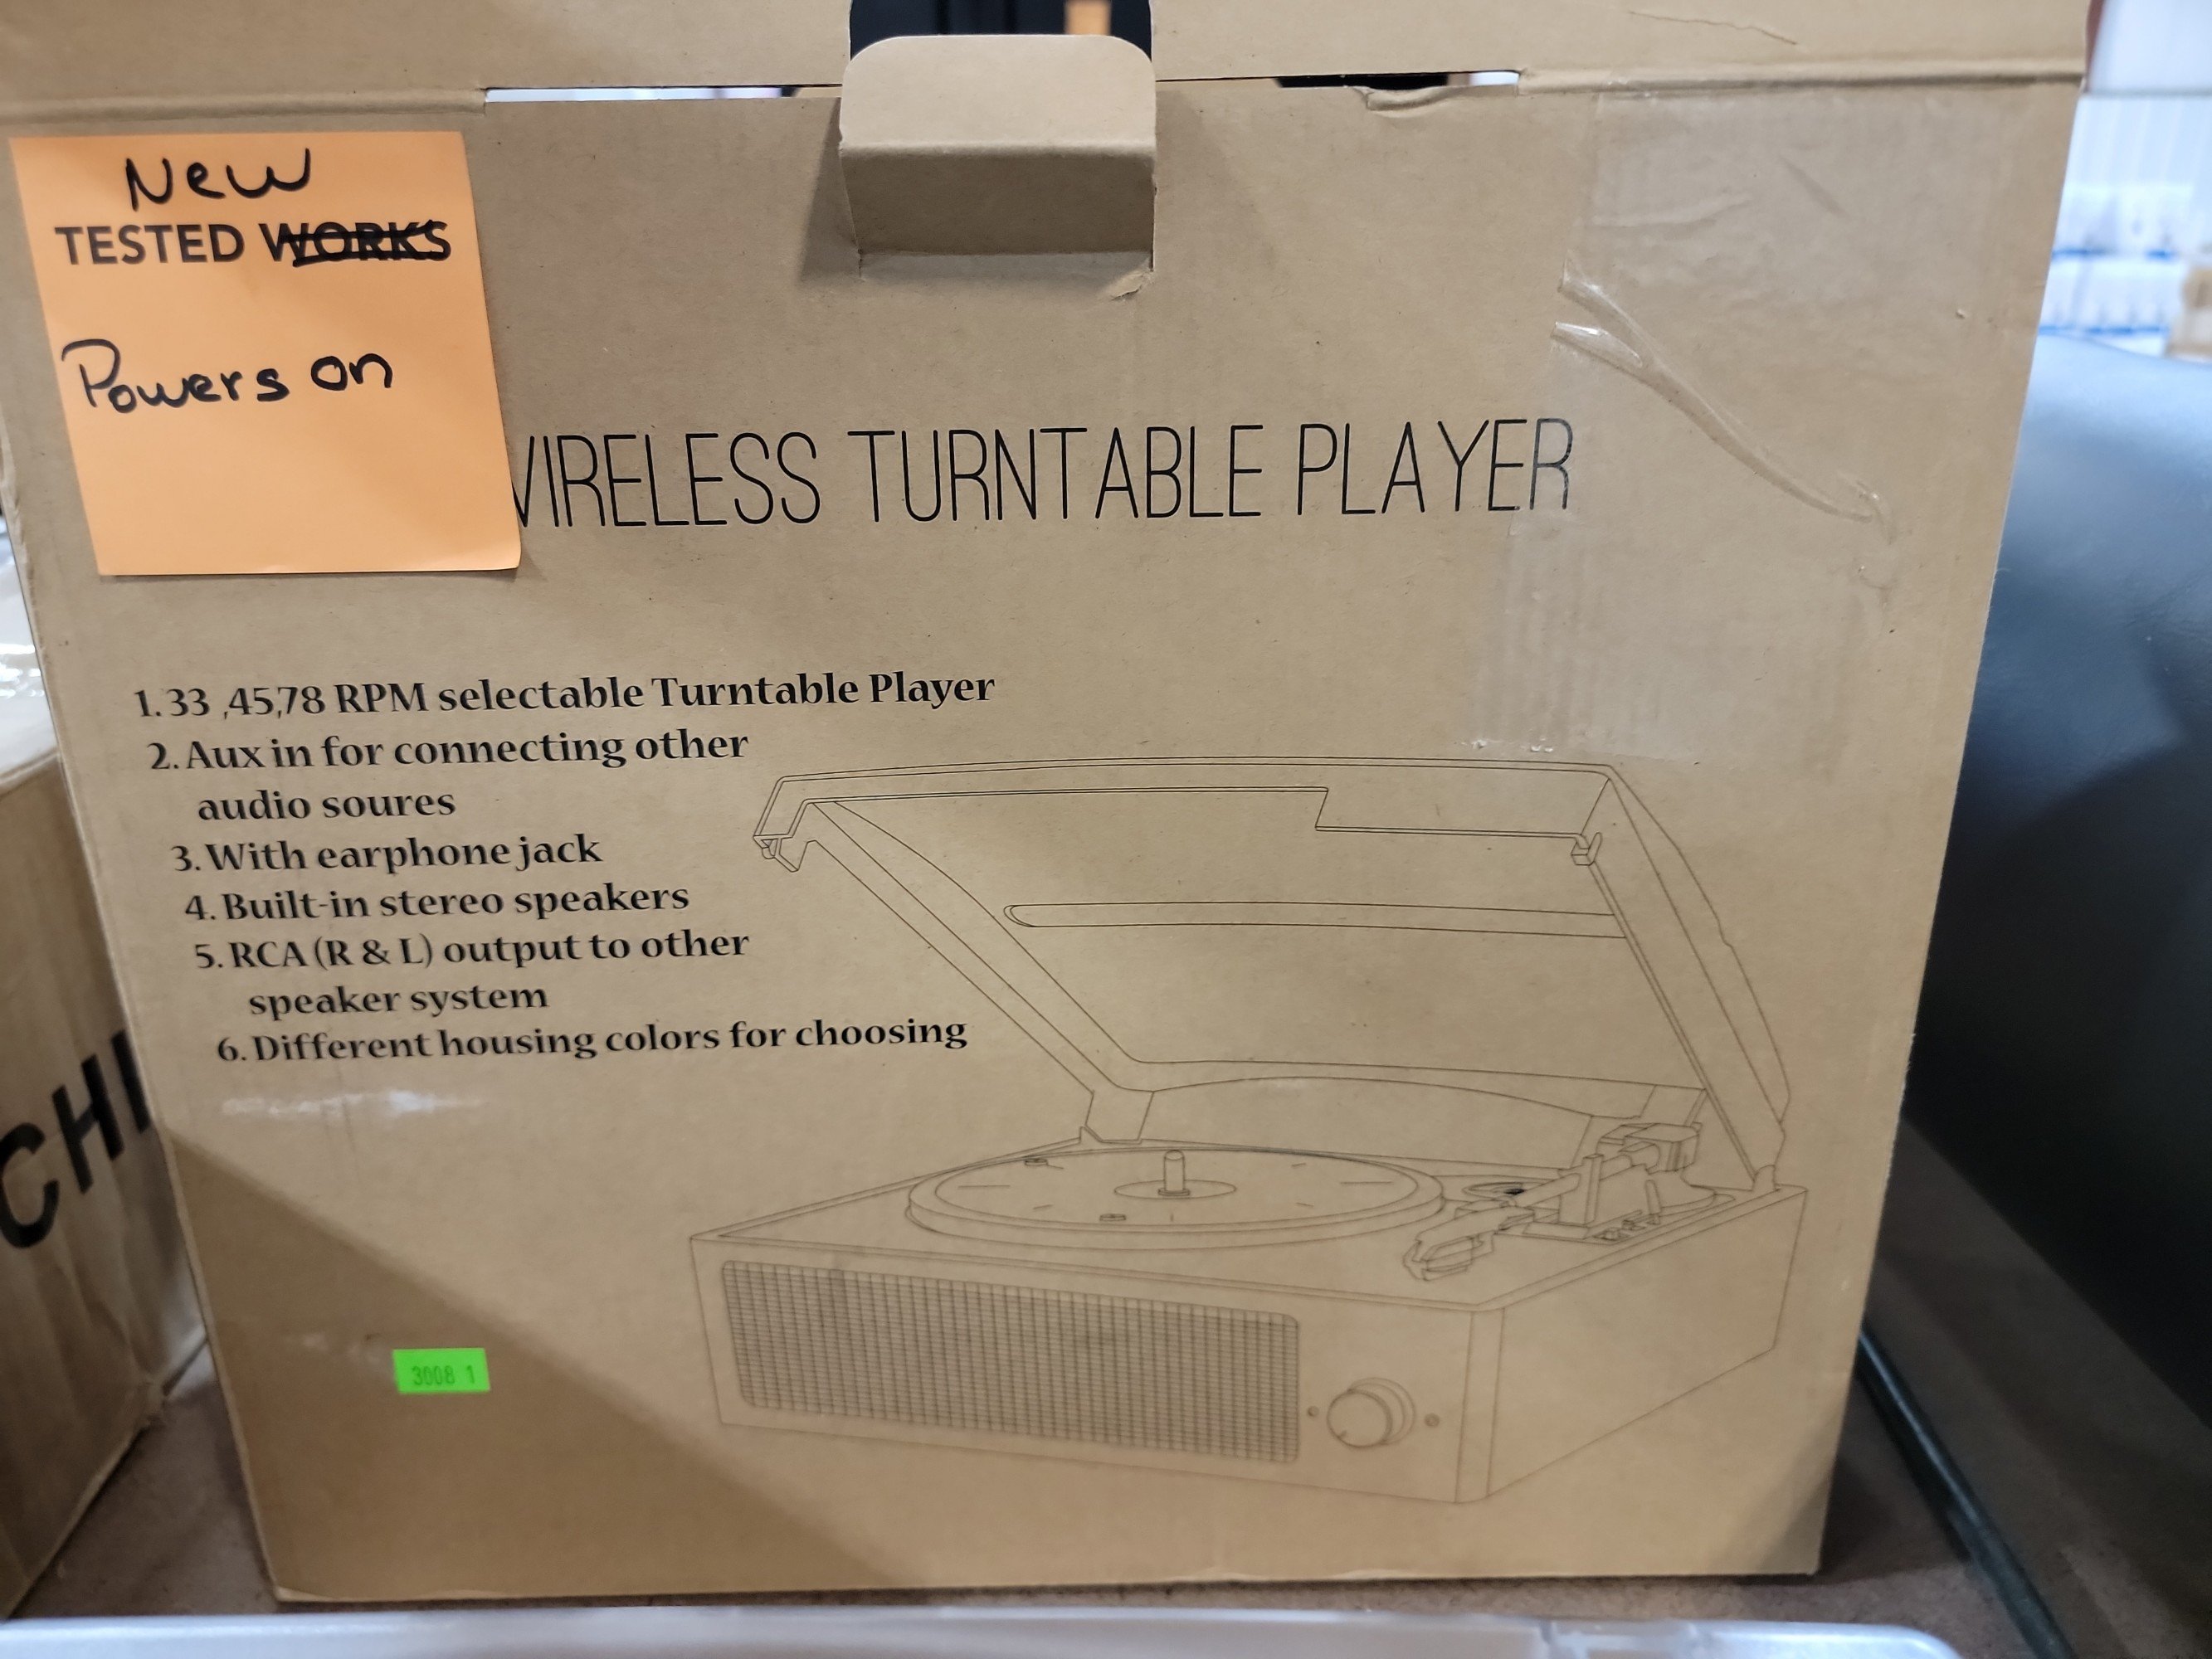 New
TESTED WORKS
Powers on
WIRELESS TURNTABLE PLAYER
1. 33 ,45,78 RPM selectable Turntable Player
2. Aux in for connecting other
audio soures
3. With earphone jack
4. Built-in stereo speakers
5. RCA (R & L) output to other
speaker system
6. Different housing colors for choosing
3008 1
CHI